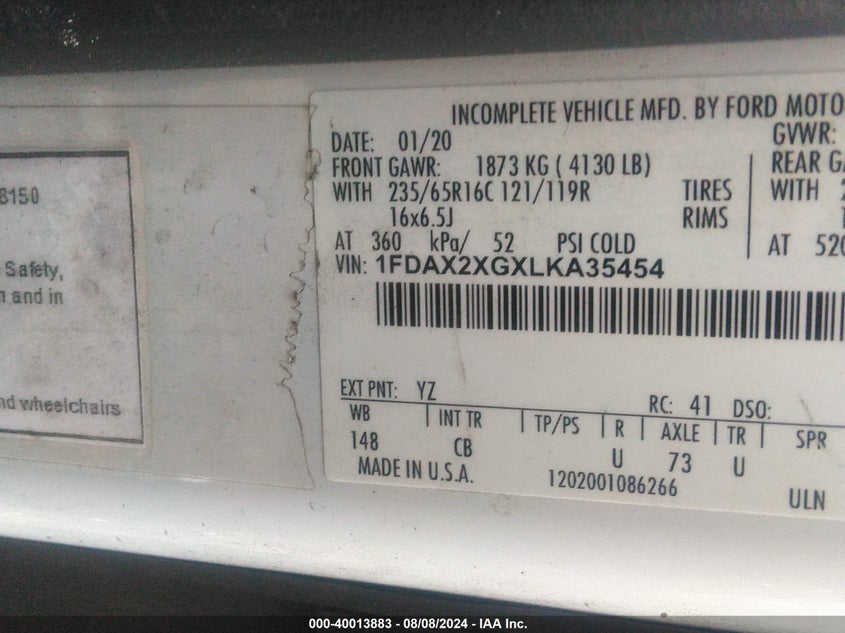 8150
Safety,
and in
wheelchairs
INCOMPLETE VEHICLE MFD. BY FORD MOTO
DATE: 01/20 GVWR:
FRONT GAWR: 1873 KG ( 4130 LB) REAR GA
WITH 235/65R16C 121/119R TIRES WITH 2
16x6.5J RIMS 1
AT 360 kPa/ 52 PSI COLD AT 520
VIN: 1FDAX2XGXLKA35454
EXT PNT: YZ RC: 41 DSO:
WB | INT TR | TP/PS | R | AXLE | TR | SPR
148 CB U 73 U
MADE IN U.S.A. 1202001086266 ULN
000-40013883 - 08/08/2024 - IAA Inc.